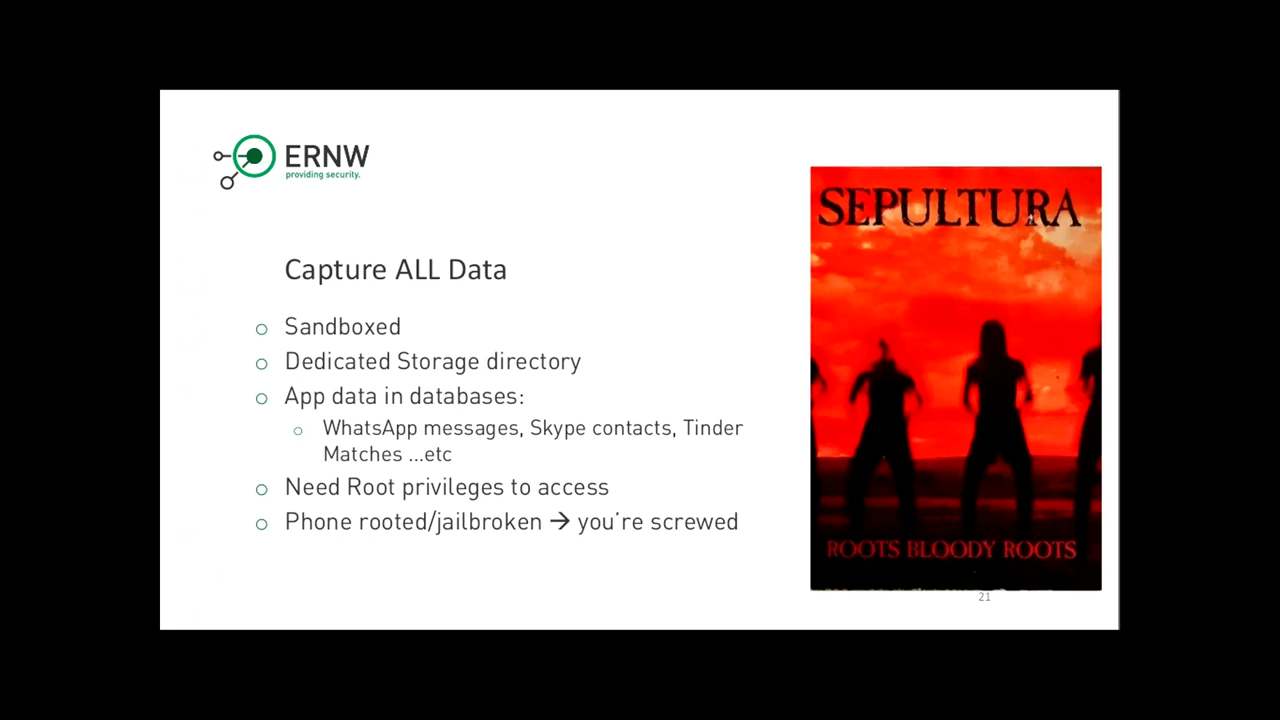 ERNW
providing security.
Capture ALL Data
Sandboxed
Dedicated Storage directory
App data in databases:
WhatsApp messages, Skype contacts, Tinder
Matches ...etc
Need Root privileges to access
Phone rooted/jailbroken → you're screwed
SEPULTURA
ROOTS BLOODY ROOTS
21